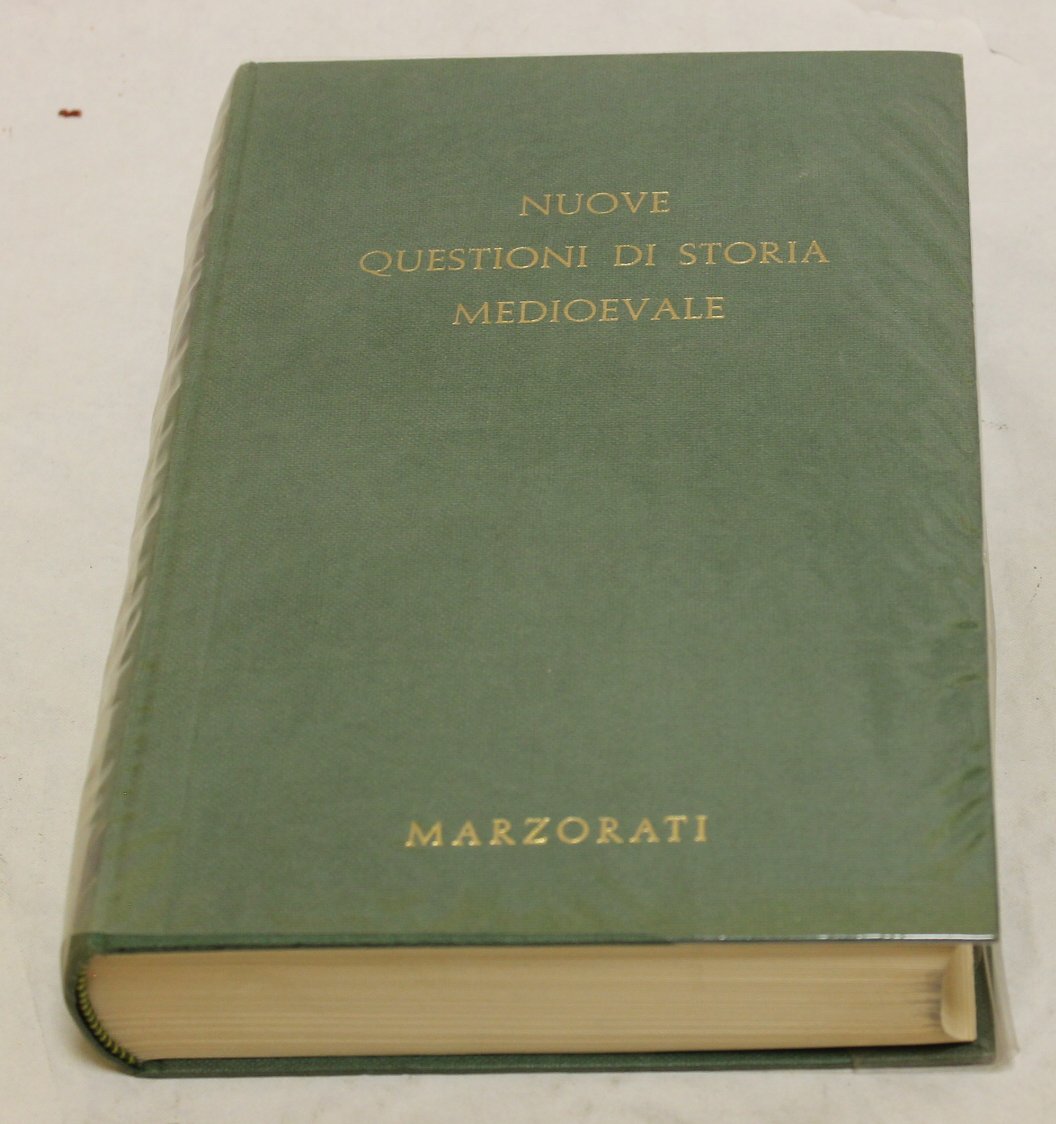 NUOVE
QUESTIONI DI STORIA
MEDIOEVALE
MARZORATI